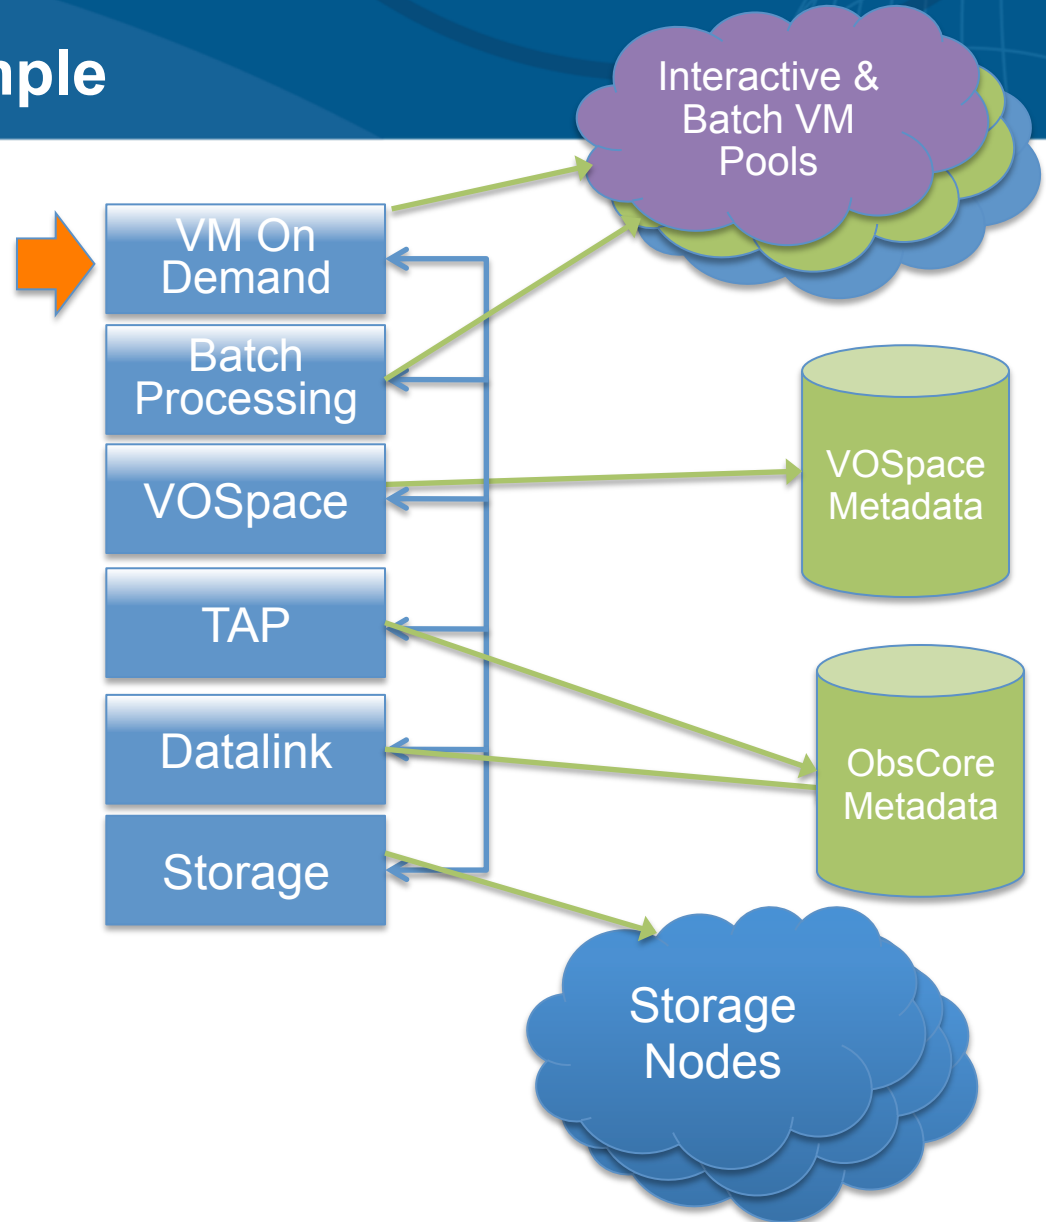 Interactive &
Batch VM
Pools
VM On
Demand
Batch
Processing
VOSpace
VOSpace
Metadata
TAP
Datalink
ObsCore
Metadata
Storage
Storage
Nodes